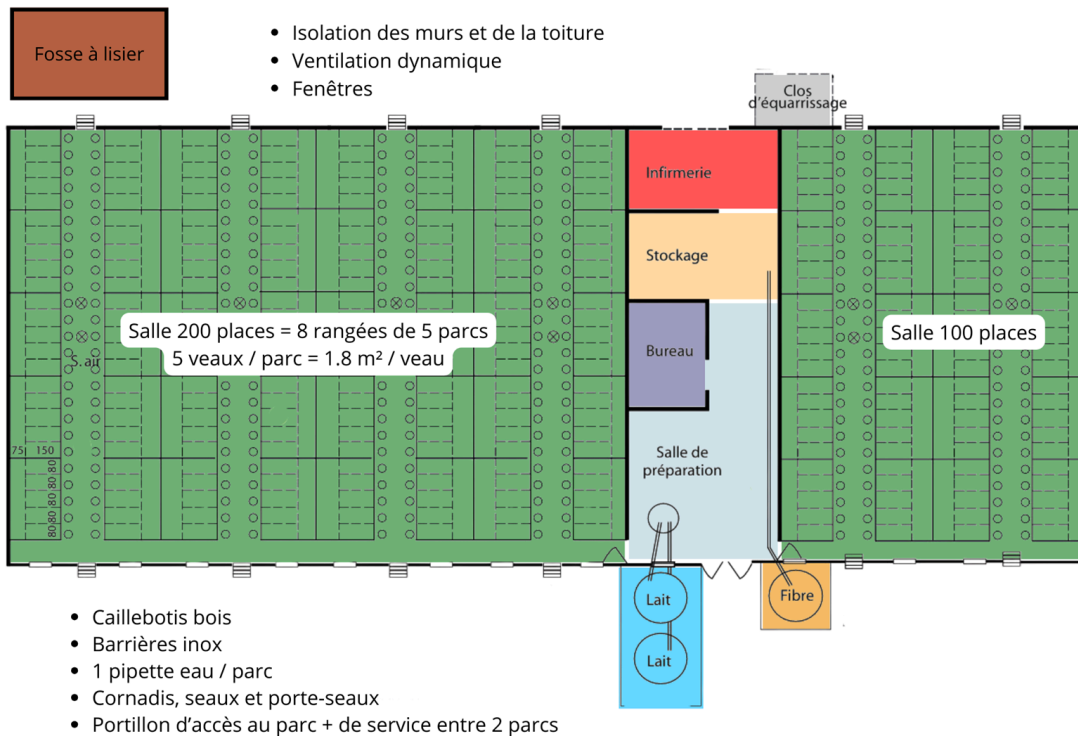 Fosse à lisier
• Isolation des murs et de la toiture
• Ventilation dynamique
• Fenêtres
Clos
d'équarrissage
Infirmerie
Stockage
Salle 200 places = 8 rangées de 5 parcs
5 veaux / parc = 1.8 m² / veau
S. air
Salle 100 places
Bureau
75 150
Salle de
préparation
80 80 80 80 80
Lait
Fibre
Lait
• Caillebotis bois
• Barrières inox
• 1 pipette eau / parc
• Cornadis, seaux et porte-seaux
• Portillon d'accès au parc + de service entre 2 parcs